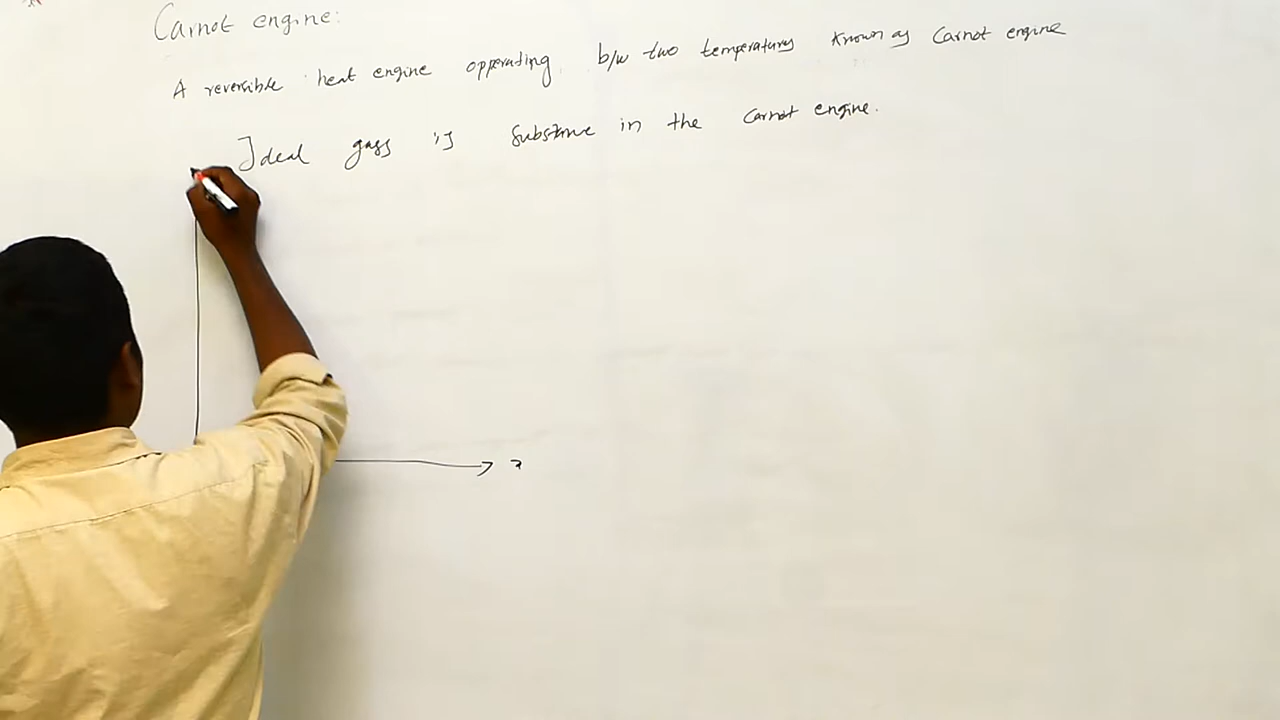 Carnot engine:
A reversible heat engine opperating b/w two temperatures known as Carnot engine
Ideal gass is substance in the carnot engine.
x